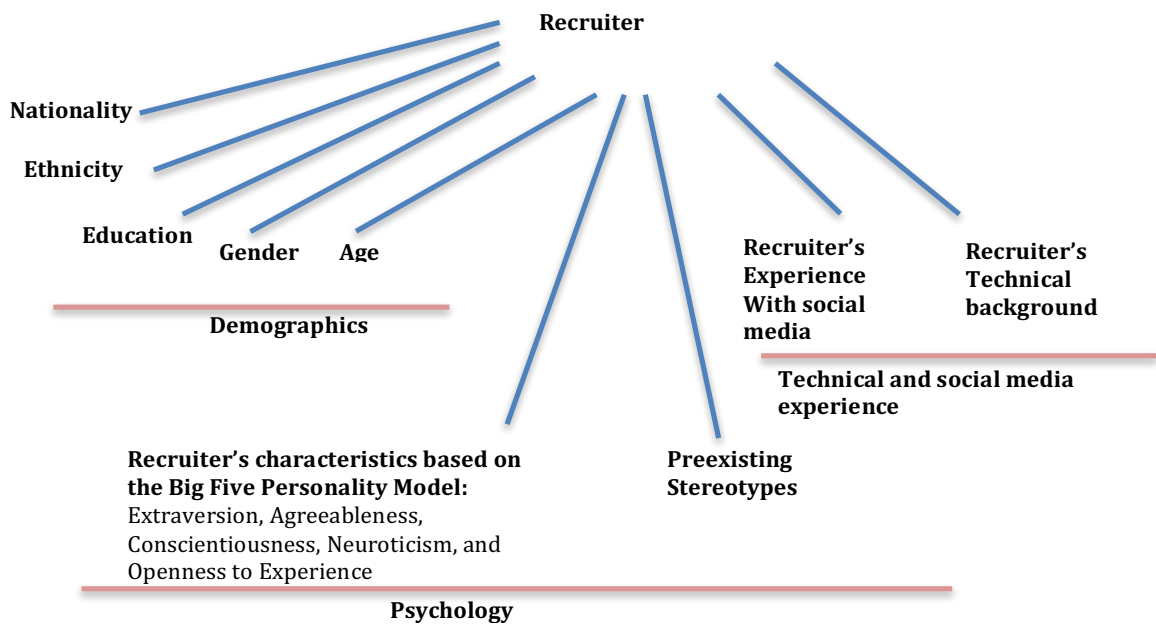 Recruiter
Nationality
Ethnicity
Education
Gender
Age
Demographics
Recruiter’s
Experience
With social
media
Recruiter’s
Technical
background
Technical and social media
experience
Recruiter’s characteristics based on
the Big Five Personality Model:
Extraversion, Agreeableness,
Conscientiousness, Neuroticism, and
Openness to Experience
Preexisting
Stereotypes
Psychology